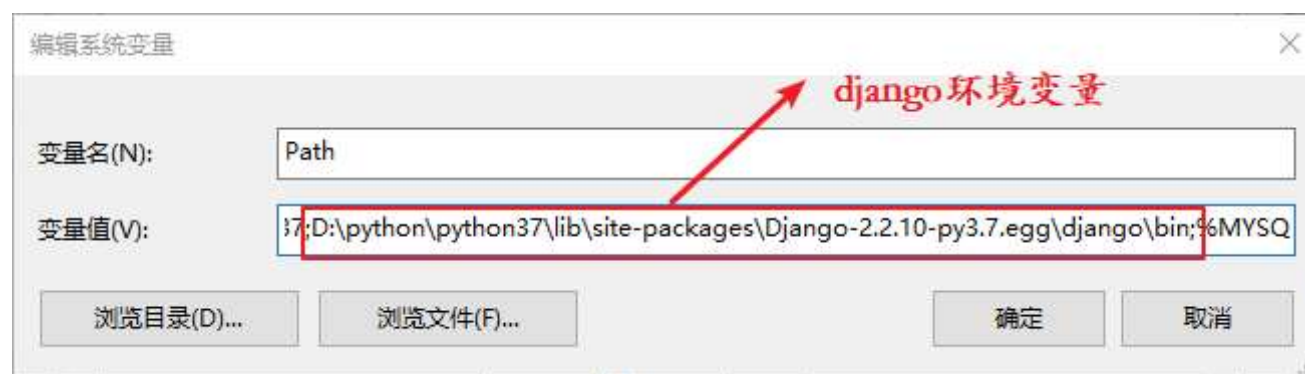 编辑系统变量
django环境变量
变量名(N):
Path
变量值(V):
37;D:\python\python37\lib\site-packages\Django-2.2.10-py3.7.egg\django\bin;%MYSQ
浏览目录(D)...
浏览文件(F)...
确定
取消